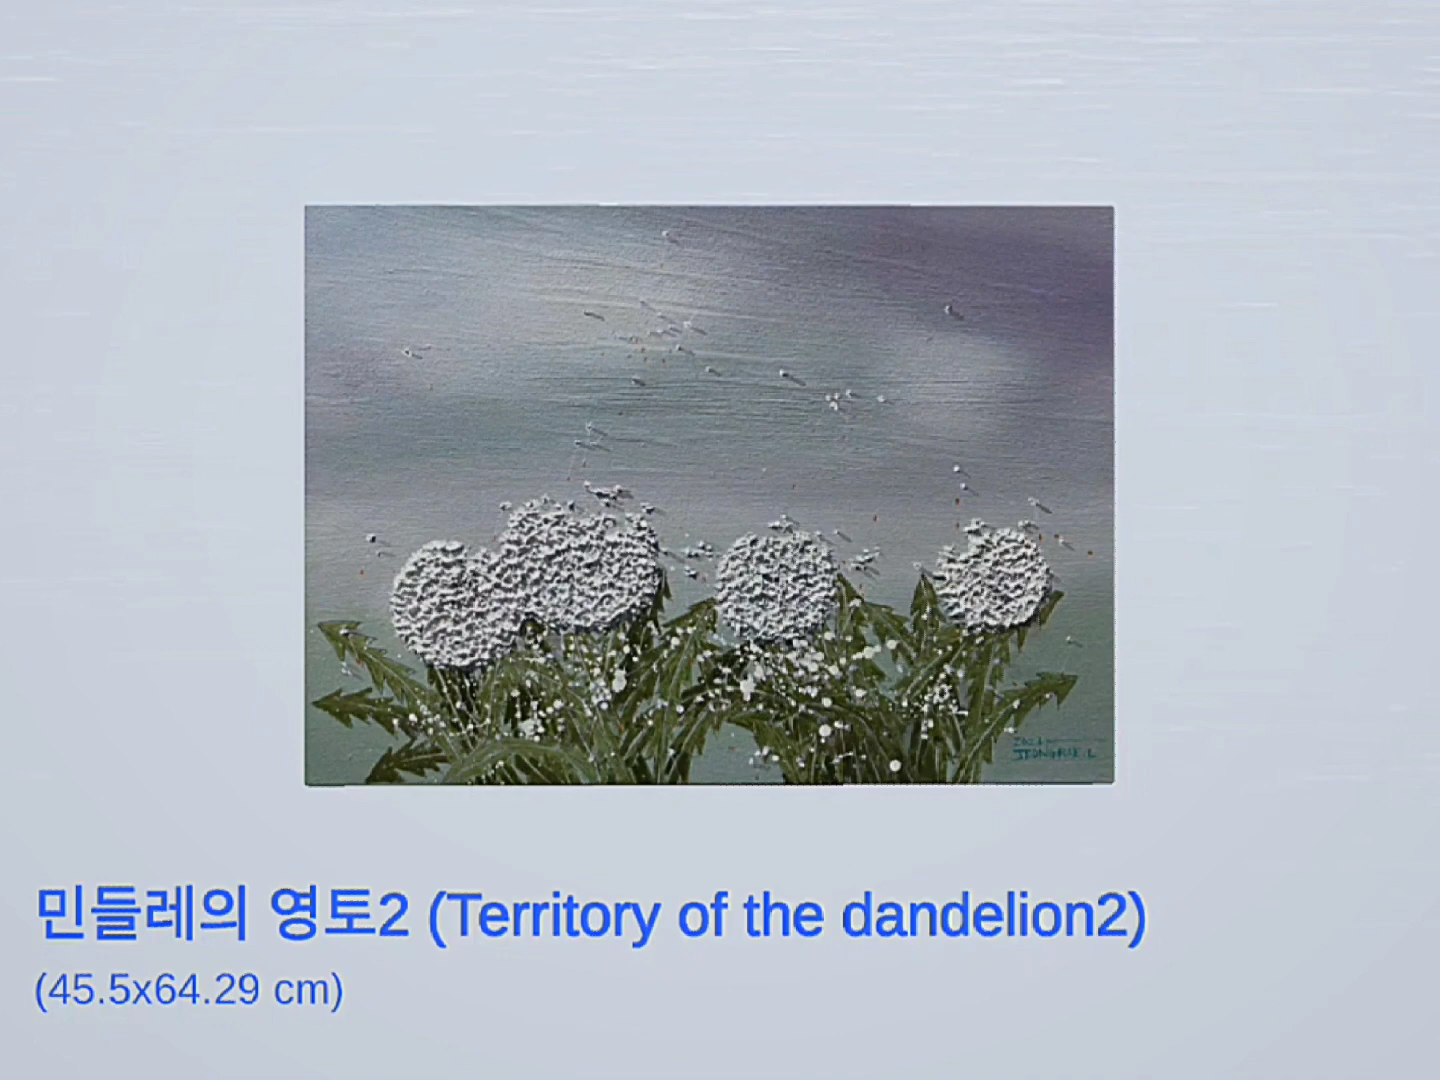 민들레의 영토2 (Territory of the dandelion2)
(45.5x64.29 cm)